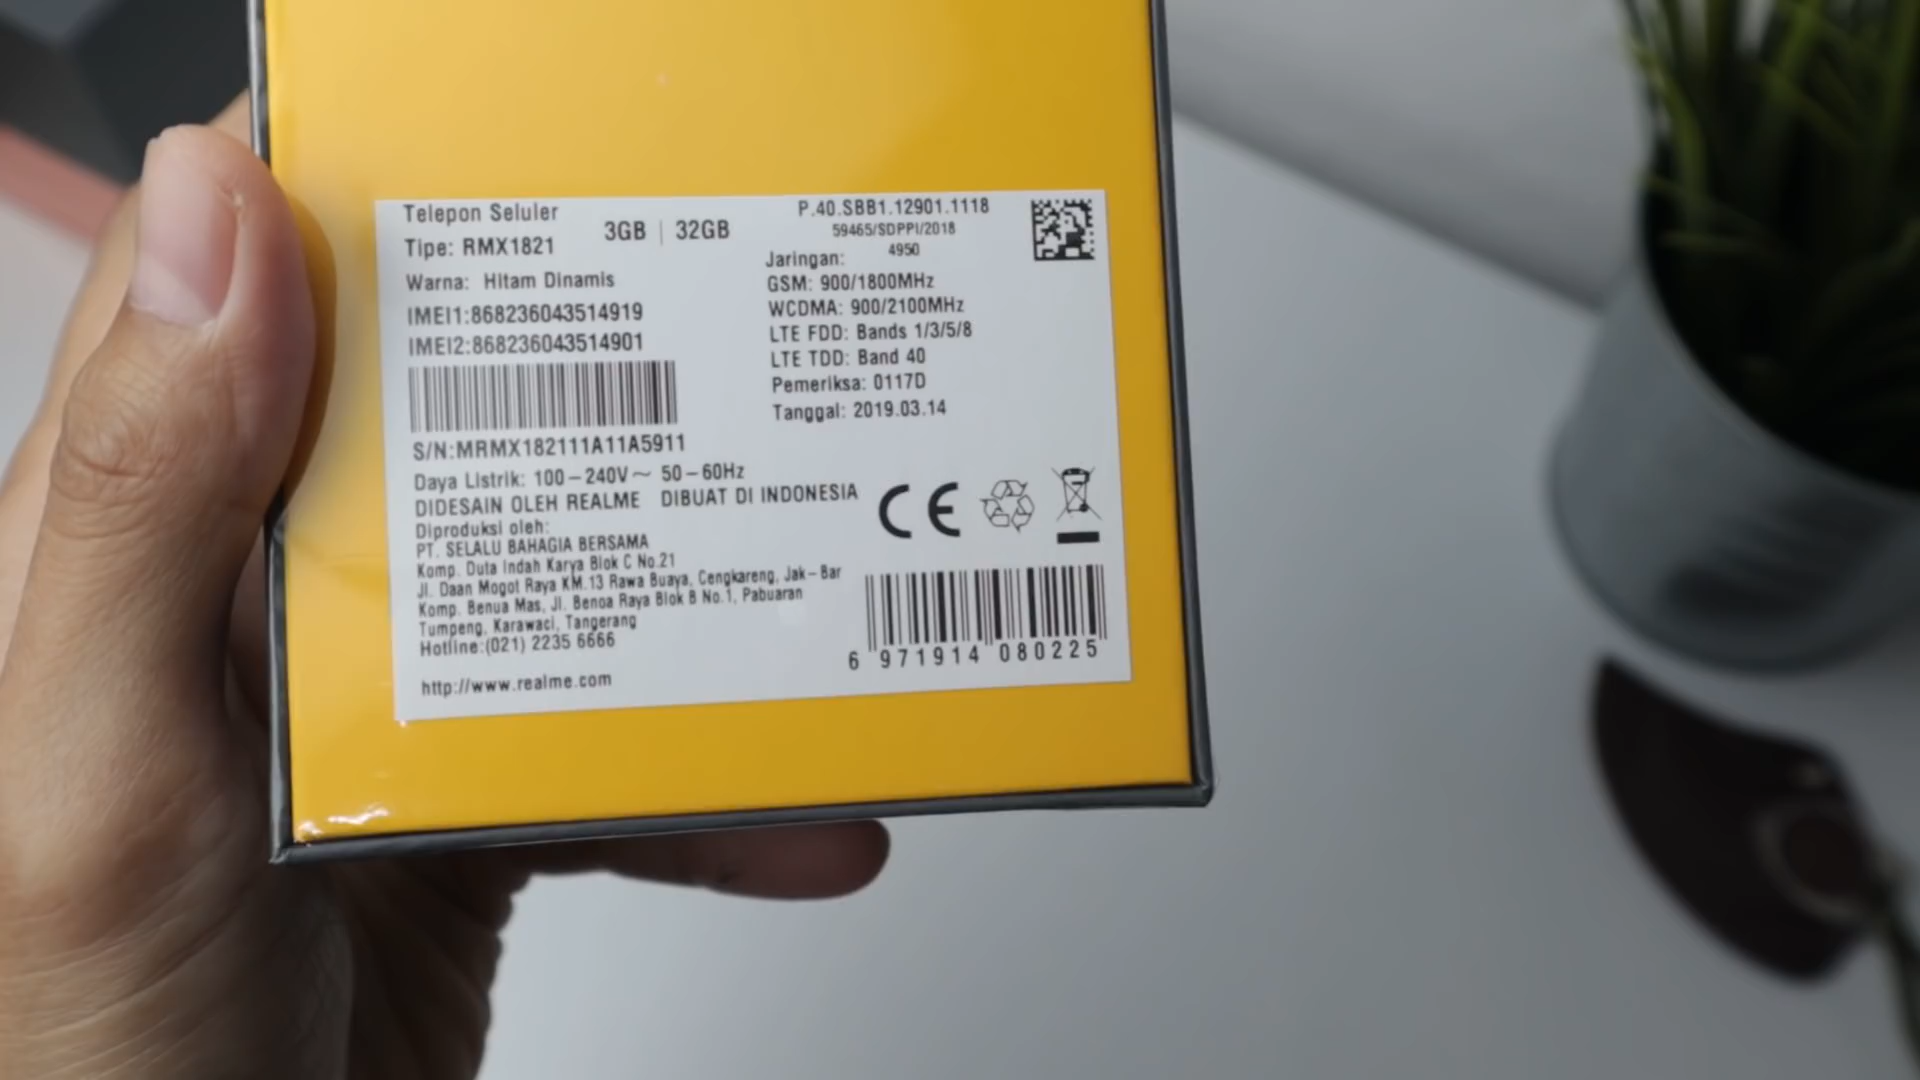 Telepon Seluler
Tipe: RMX1821
3GB | 32GB
Warna: Hitam Dinamis
IMEI1:868236043514919
IMEI2:868236043514901
S/N:MRMX182111A11A5911
P.40.SBB1.12901.1118
59465/SDPPI/2018
4950
Jaringan:
GSM: 900/1800MHz
WCDMA: 900/2100MHz
LTE FDD: Bands 1/3/5/8
LTE TDD: Band 40
Pemeriksa: 0117D
Tanggal: 2019.03.14
Daya Listrik: 100-240V~ 50-60Hz
DIDESAIN OLEH REALME DIBUAT DI INDONESIA
Diproduksi oleh:
PT. SELALU BAHAGIA BERSAMA
Komp. Duta Indah Karya Blok C No.21
Jl. Daan Mogot Raya KM.13 Rawa Buaya, Cengkareng, Jak-Bar
Komp. Benua Mas, Jl. Benoa Raya Blok B No.1, Pabuaran
Tumpeng, Karawaci, Tangerang
Hotline:(021) 2235 6666
http://www.realme.com
CE
6 971914 080225